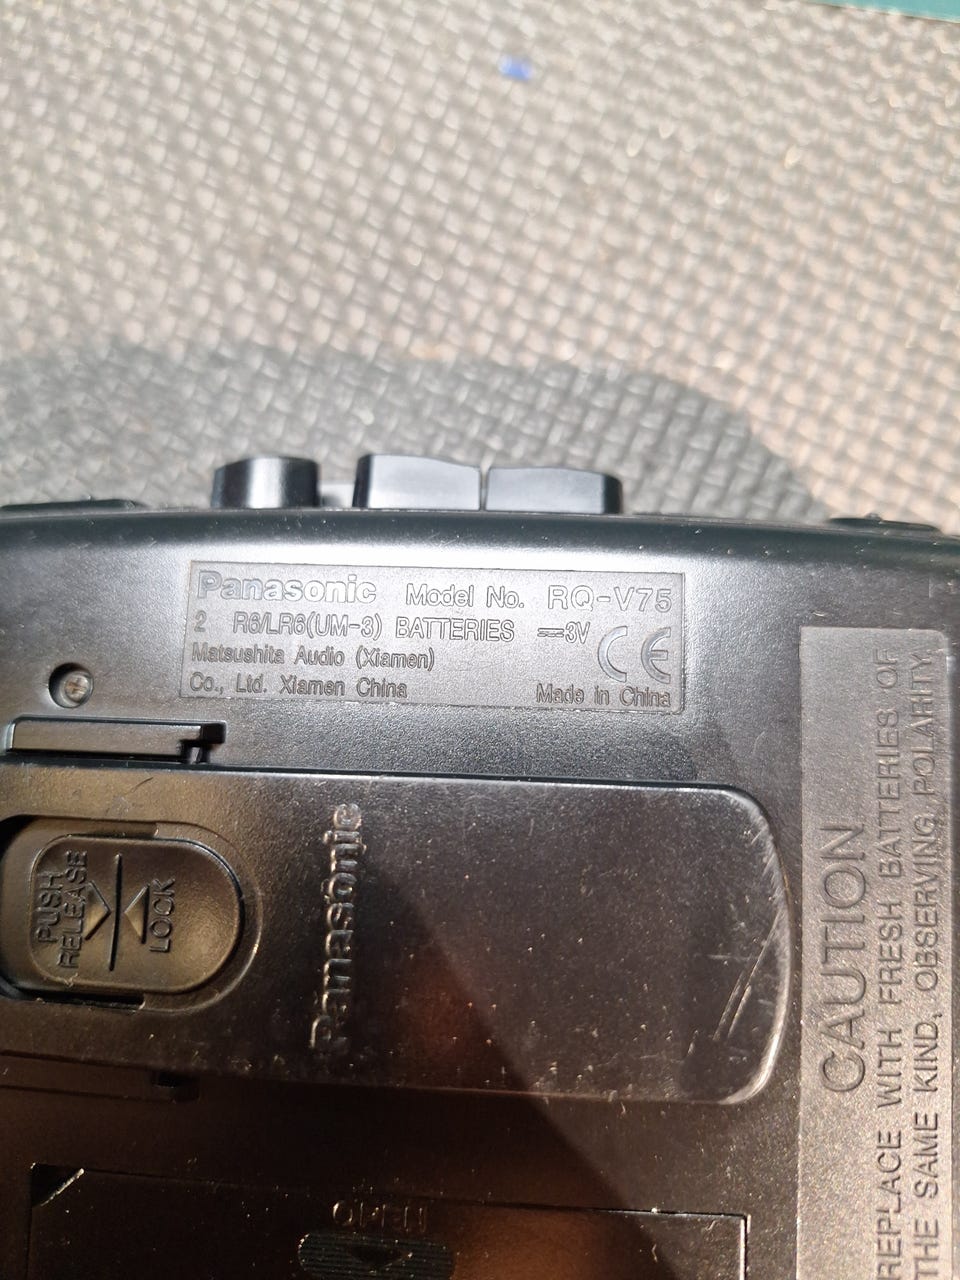 Panasonic Model No. RQ-V75
2 R6/LR6(UM-3) BATTERIES ⎓3V CE
Matsushita Audio (Xiamen)
Co., Ltd. Xiamen China Made in China
PUSH
RELEASE
LOCK
Panasonic
OPEN
CAUTION
REPLACE WITH FRESH BATTERIES OF
THE SAME KIND, OBSERVING POLARITY.